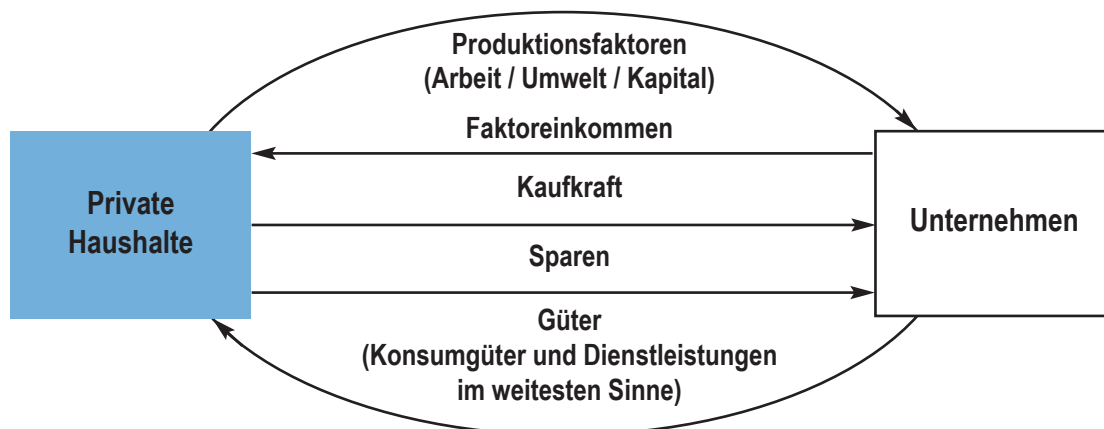 Produktionsfaktoren
(Arbeit / Umwelt / Kapital)
Faktoreinkommen
Kaufkraft
Private
Haushalte
Unternehmen
Sparen
Güter
(Konsumgüter und Dienstleistungen
im weitesten Sinne)